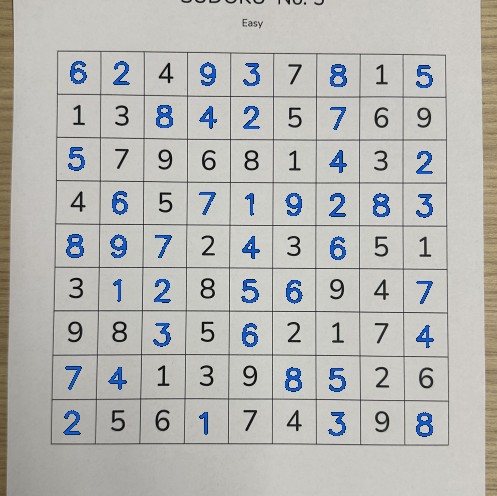 SUDOKU No. 5
Easy
6 2 4 9 3 7 8 1 5
1 3 8 4 2 5 7 6 9
5 7 9 6 8 1 4 3 2
4 6 5 7 1 9 2 8 3
8 9 7 2 4 3 6 5 1
3 1 2 8 5 6 9 4 7
9 8 3 5 6 2 1 7 4
7 4 1 3 9 8 5 2 6
2 5 6 1 7 4 3 9 8